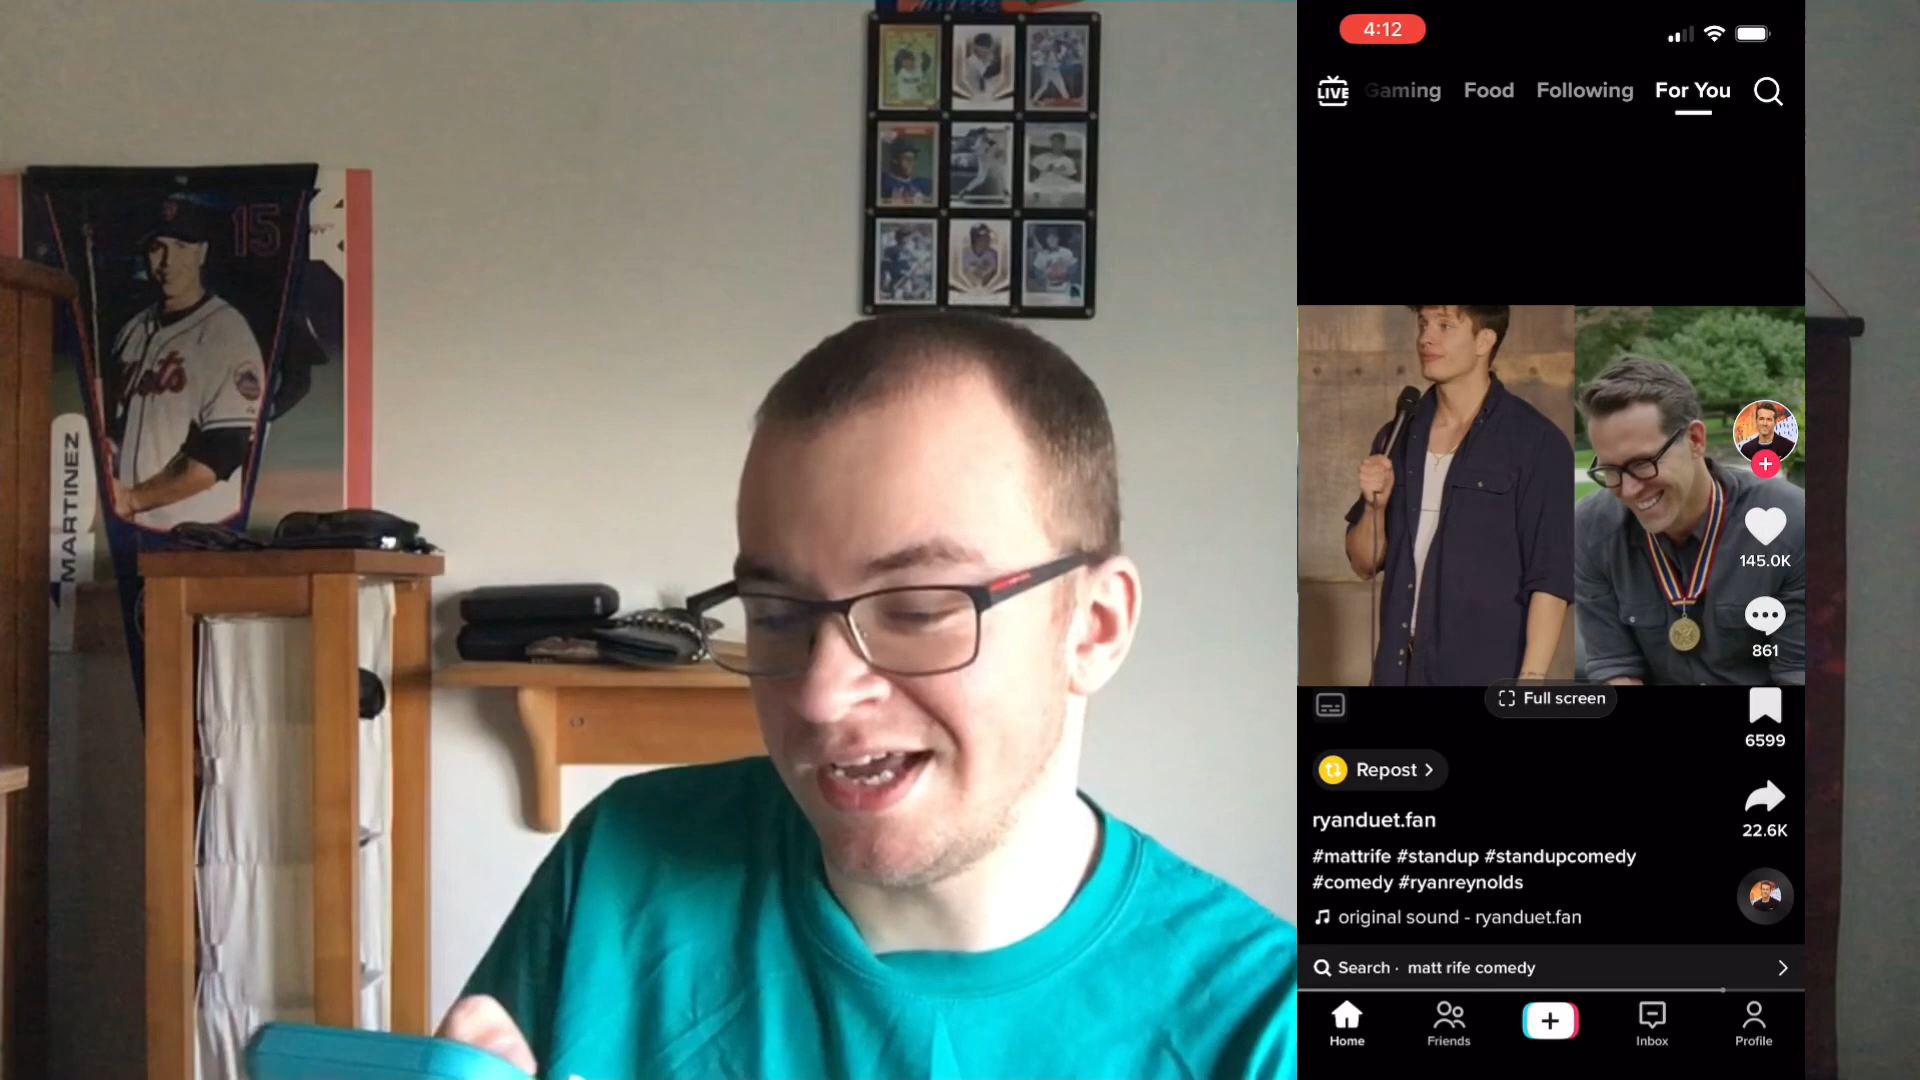 15
Mets
MARTINEZ
4:12
LIVE
Gaming
Food
Following
For You
145.0K
861
Full screen
6599
Repost
22.6K
ryanduet.fan
#mattrife #standup #standupcomedy
#comedy #ryanreynolds
original sound - ryanduet.fan
Search · matt rife comedy
Home
Friends
Inbox
Profile